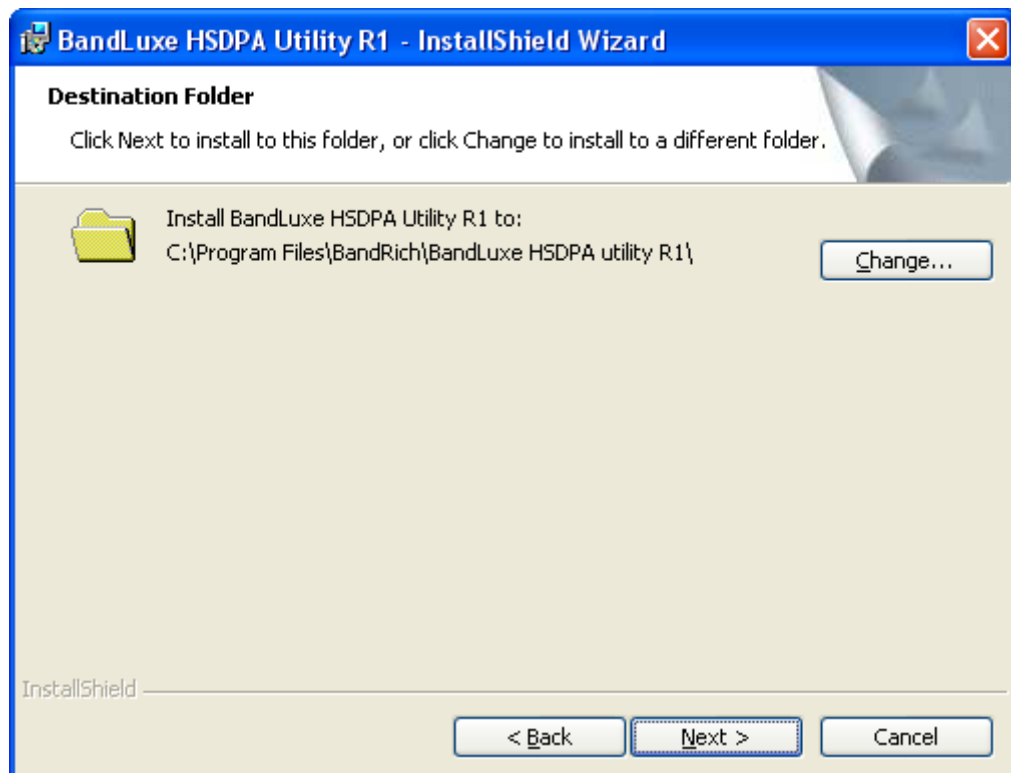 BandLuxe HSDPA Utility R1 - InstallShield Wizard
Destination Folder
Click Next to install to this folder, or click Change to install to a different folder.
Install BandLuxe HSDPA Utility R1 to:
C:\Program Files\BandRich\BandLuxe HSDPA utility R1\
Change...
InstallShield
< Back
Next >
Cancel